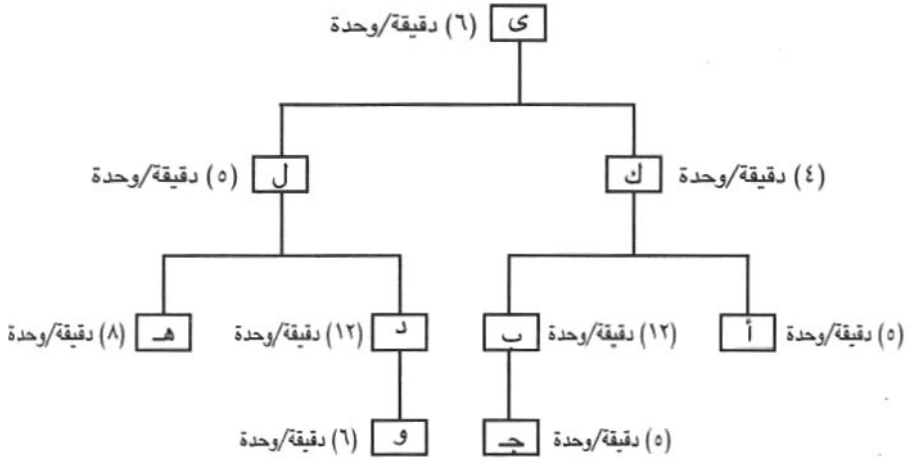 ى (٦) دقيقة/وحدة
(٤) دقيقة/وحدة ك ل (٥) دقيقة/وحدة
(٥) دقيقة/وحدة أ (١٢) دقيقة/وحدة ب (١٢) دقيقة/وحدة د (٨) دقيقة/وحدة هـ
(٥) دقيقة/وحدة جـ (٦) دقيقة/وحدة و